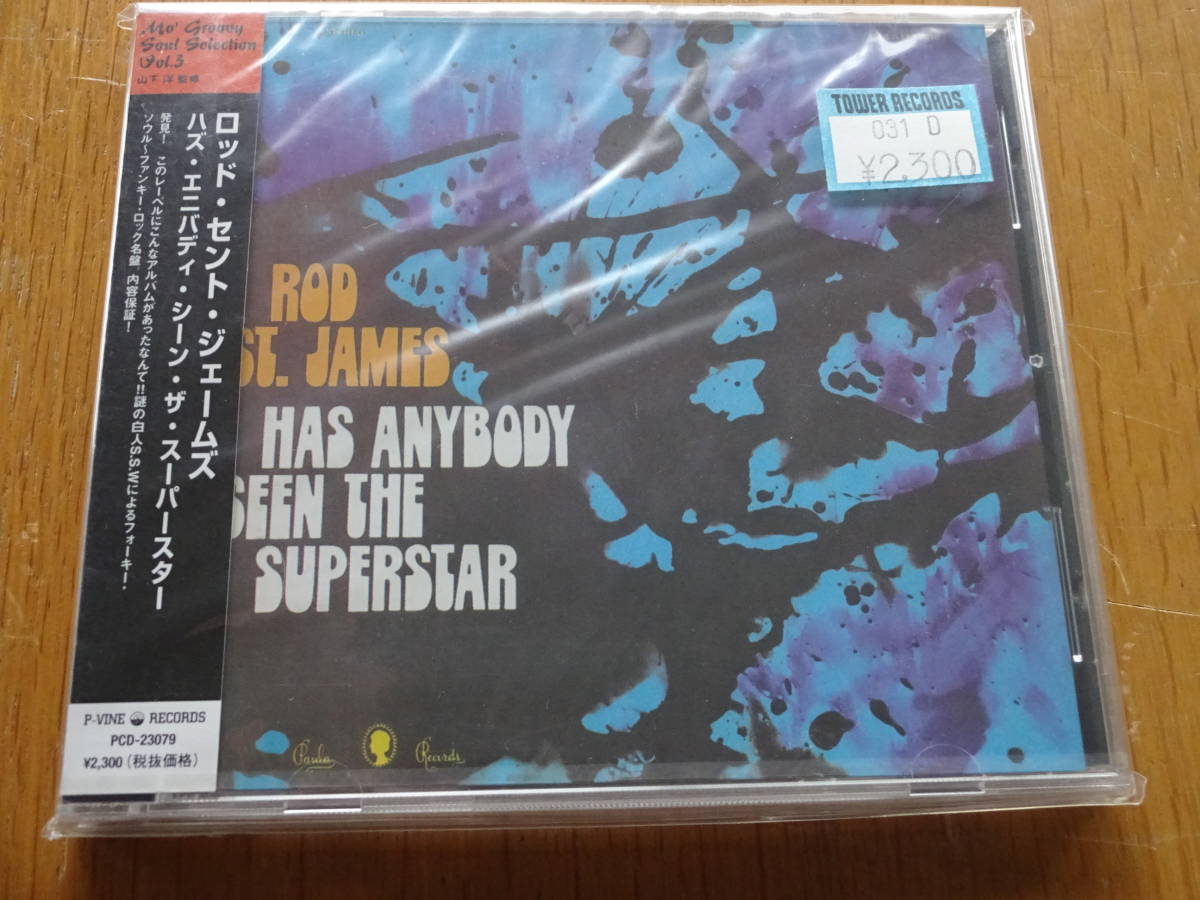 Mo' Groovy
Soul Selection
Vol.3
山下 洋 監修
ロッド・セント・ジェームズ
ハズ・エニバディ・シーン・ザ・スーパースター
発見! このレーベルにこんなアルバムがあったなんて!!謎の白人S.S.Wによるフォーキー・
ソウル~ファンキー・ロック名盤 内容保証!
P-VINE RECORDS
PCD-23079
¥2,300(税抜価格)
STEREO
TOWER RECORDS
031 D
¥2,300
ROD
ST. JAMES
HAS ANYBODY
SEEN THE
SUPERSTAR
Paula Records